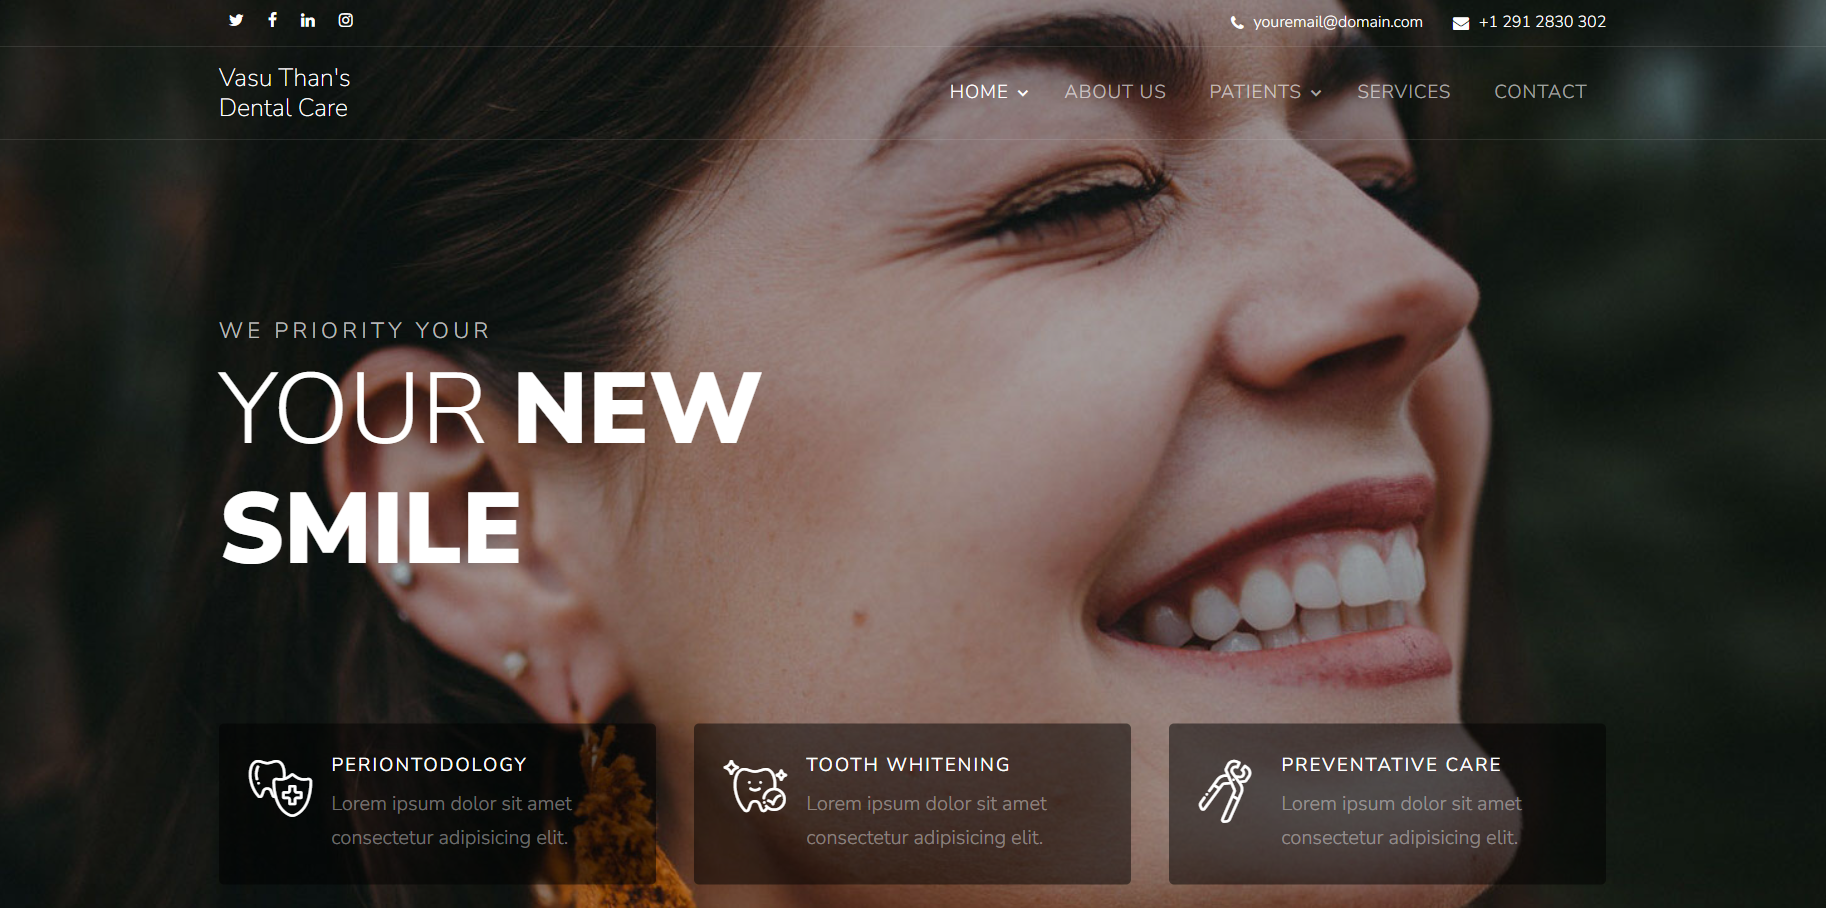 youremail@domain.com
+1 291 2830 302
Vasu Than's
Dental Care
HOME
ABOUT US
PATIENTS
SERVICES
CONTACT
WE PRIORITY YOUR
YOUR NEW
SMILE
PERIONTODOLOGY
Lorem ipsum dolor sit amet
consectetur adipisicing elit.
TOOTH WHITENING
Lorem ipsum dolor sit amet
consectetur adipisicing elit.
PREVENTATIVE CARE
Lorem ipsum dolor sit amet
consectetur adipisicing elit.